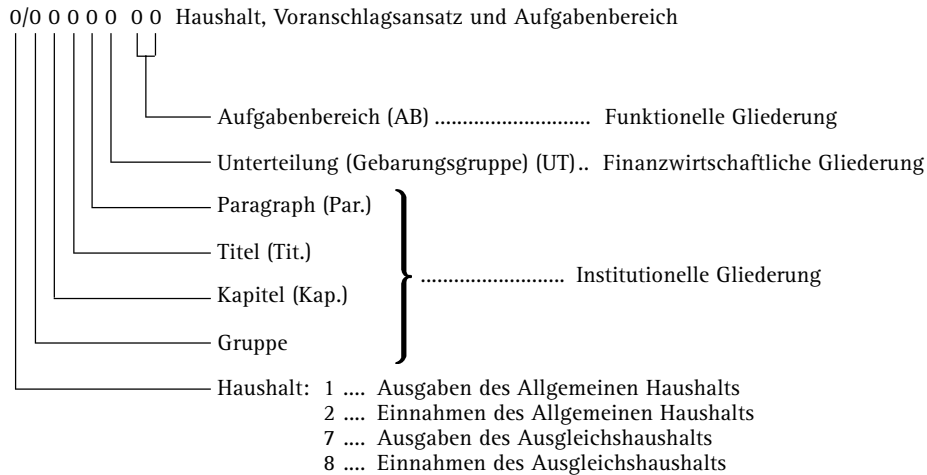 0/0 0 0 0 0  0 0  Haushalt, Voranschlagsansatz und Aufgabenbereich
Aufgabenbereich (AB) ............................ Funktionelle Gliederung
Unterteilung (Gebarungsgruppe) (UT) .. Finanzwirtschaftliche Gliederung
Paragraph (Par.)
Titel (Tit.)
.......................... Institutionelle Gliederung
Kapitel (Kap.)
Gruppe
Haushalt: 1 .... Ausgaben des Allgemeinen Haushalts
2 .... Einnahmen des Allgemeinen Haushalts
7 .... Ausgaben des Ausgleichshaushalts
8 .... Einnahmen des Ausgleichshaushalts